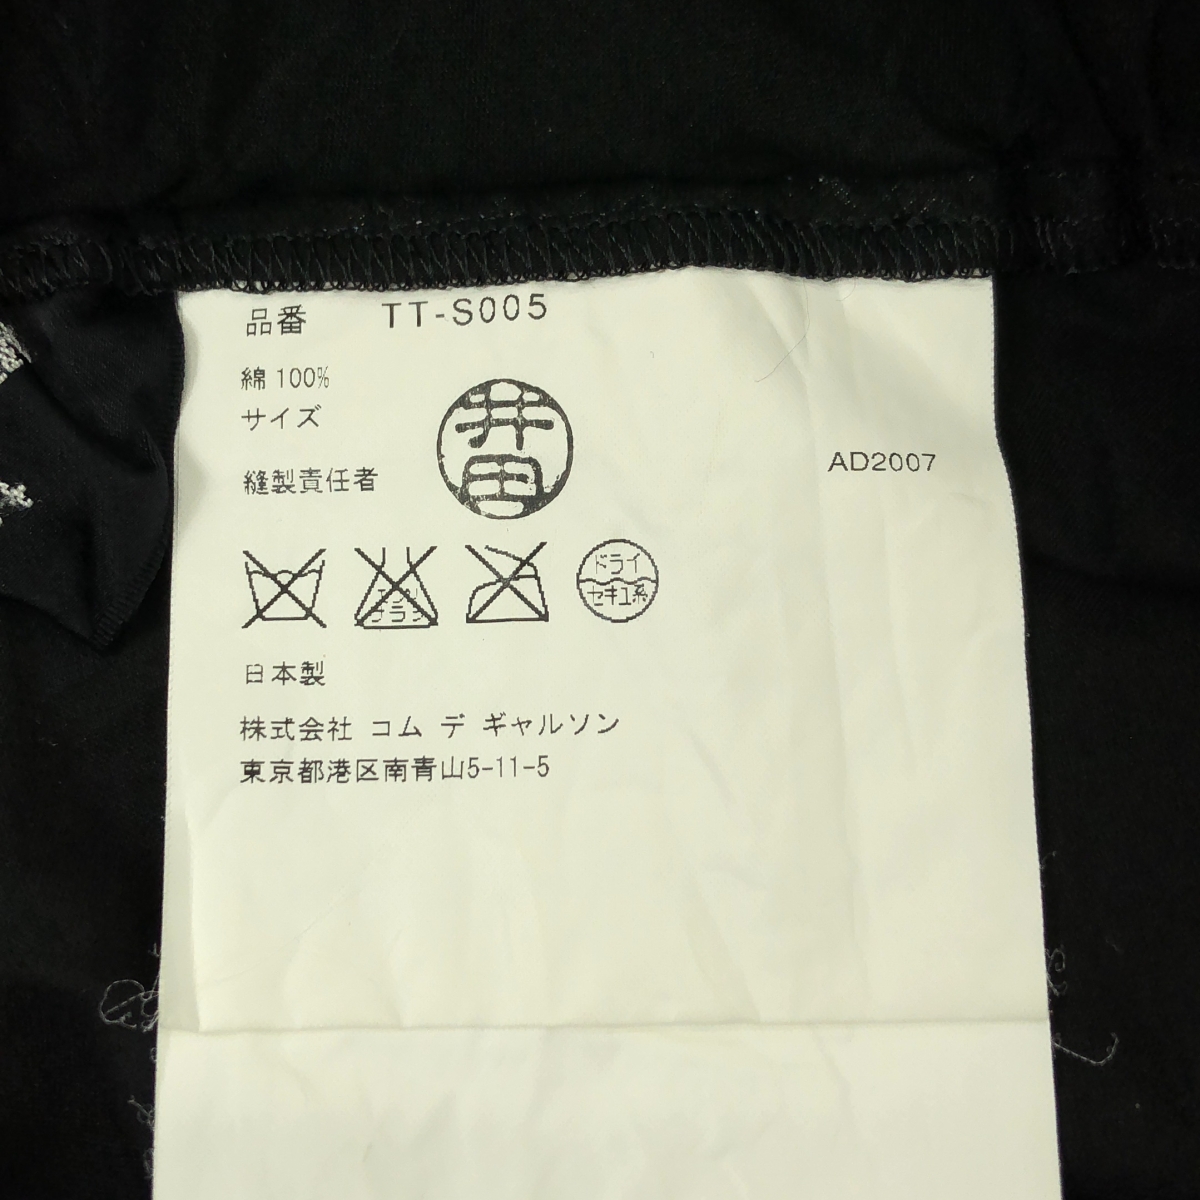 品番 TT-S005
綿 100%
サイズ
井田
縫製責任者
AD2007
ドライ
セキユ系
日本製
株式会社 コム デ ギャルソン
東京都港区南青山5-11-5